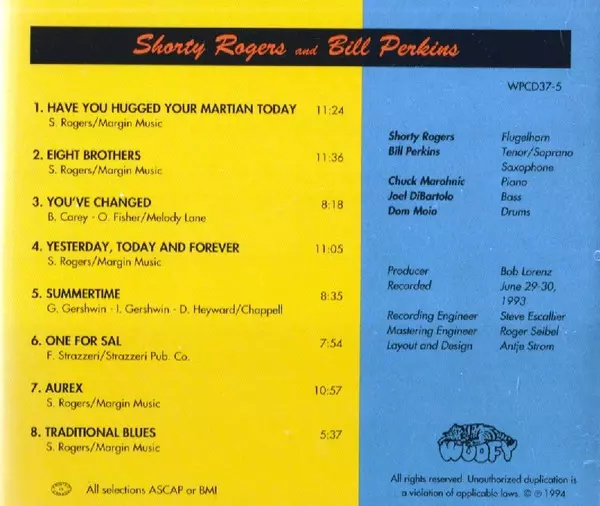 Shorty Rogers and Bill Perkins
WPCD37-5
1. HAVE YOU HUGGED YOUR MARTIAN TODAY 11:24
S. Rogers/Margin Music
2. EIGHT BROTHERS 11:36
S. Rogers/Margin Music
3. YOU'VE CHANGED 8:18
B. Carey - O. Fisher/Melody Lane
4. YESTERDAY, TODAY AND FOREVER 11:05
S. Rogers/Margin Music
5. SUMMERTIME 8:35
G. Gershwin - I. Gershwin - D. Heyward/Chappell
6. ONE FOR SAL 7:54
F. Strazzeri/Strazzeri Pub. Co.
7. AUREX 10:57
S. Rogers/Margin Music
8. TRADITIONAL BLUES 5:37
S. Rogers/Margin Music
All selections ASCAP or BMI
Shorty Rogers Flugelhorn
Bill Perkins Tenor/Soprano
Saxophone
Chuck Marohnic Piano
Joel DiBartolo Bass
Dom Moio Drums
Producer Bob Lorenz
Recorded June 29-30,
1993
Recording Engineer Steve Escallier
Mastering Engineer Roger Seibel
Layout and Design Antje Strom
WOOFY
All rights reserved. Unauthorized duplication is
a violation of applicable laws. © ℗ 1994